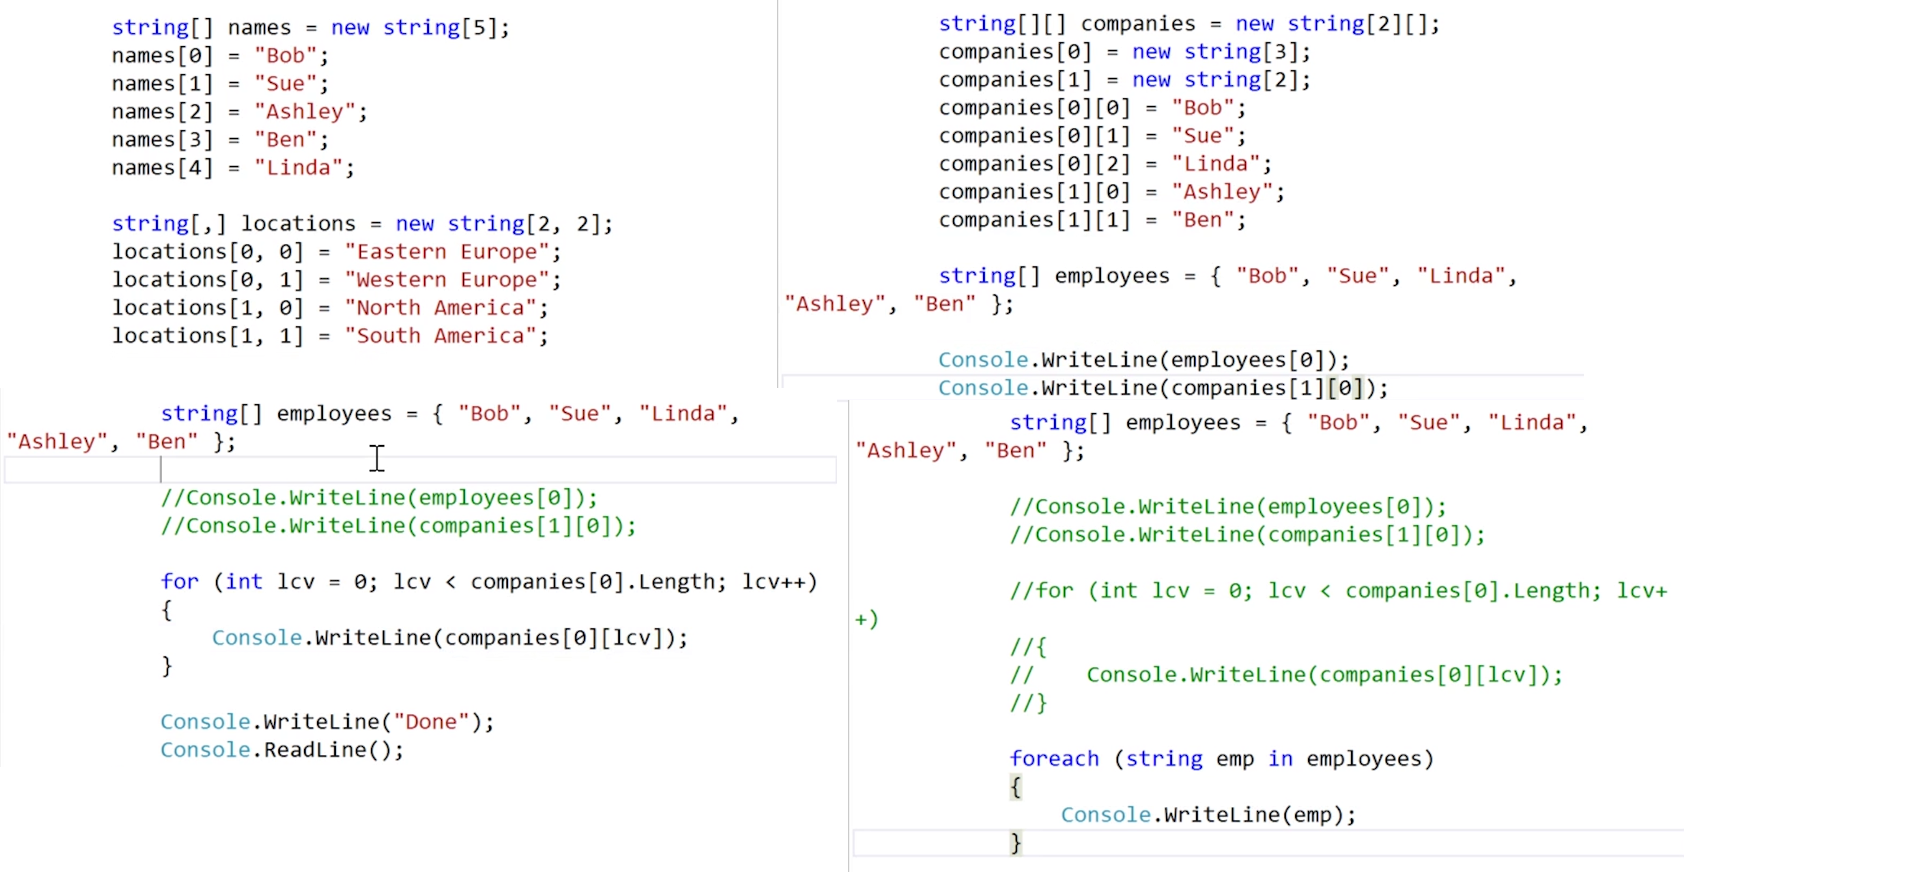 string[] names = new string[5];
names[0] = "Bob";
names[1] = "Sue";
names[2] = "Ashley";
names[3] = "Ben";
names[4] = "Linda";
string[,] locations = new string[2, 2];
locations[0, 0] = "Eastern Europe";
locations[0, 1] = "Western Europe";
locations[1, 0] = "North America";
locations[1, 1] = "South America";
string[][] companies = new string[2][];
companies[0] = new string[3];
companies[1] = new string[2];
companies[0][0] = "Bob";
companies[0][1] = "Sue";
companies[0][2] = "Linda";
companies[1][0] = "Ashley";
companies[1][1] = "Ben";
string[] employees = { "Bob", "Sue", "Linda",
"Ashley", "Ben" };
Console.WriteLine(employees[0]);
Console.WriteLine(companies[1][0]);
string[] employees = { "Bob", "Sue", "Linda",
"Ashley", "Ben" };
//Console.WriteLine(employees[0]);
//Console.WriteLine(companies[1][0]);
for (int lcv = 0; lcv < companies[0].Length; lcv++)
{
Console.WriteLine(companies[0][lcv]);
}
Console.WriteLine("Done");
Console.ReadLine();
string[] employees = { "Bob", "Sue", "Linda",
"Ashley", "Ben" };
//Console.WriteLine(employees[0]);
//Console.WriteLine(companies[1][0]);
//for (int lcv = 0; lcv < companies[0].Length; lcv+
+)
//{
//    Console.WriteLine(companies[0][lcv]);
//}
foreach (string emp in employees)
{
Console.WriteLine(emp);
}